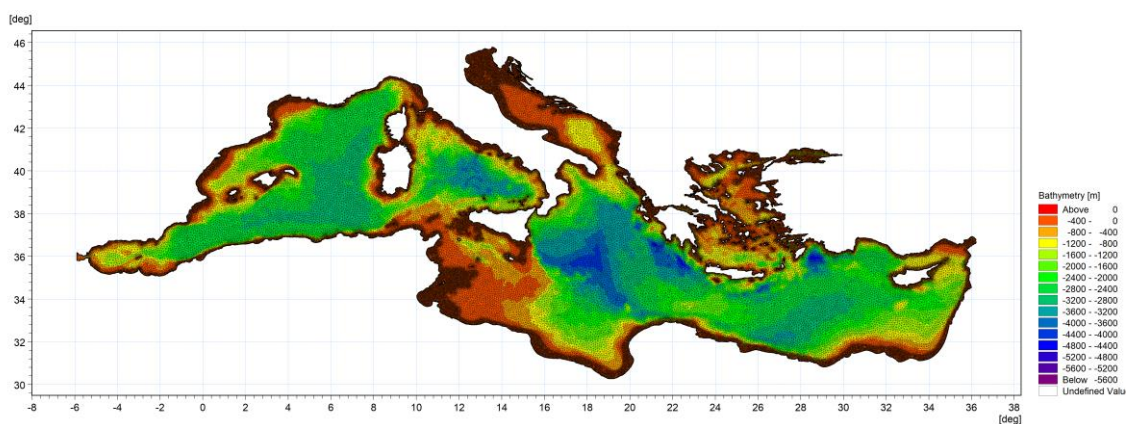 [deg]
46
44
42
40
38
36
34
32
30
-8 -6 -4 -2 0 2 4 6 8 10 12 14 16 18 20 22 24 26 28 30 32 34 36 38
[deg]
Bathymetry [m]
Above 0
-400 - 0
-800 - -400
-1200 - -800
-1600 - -1200
-2000 - -1600
-2400 - -2000
-2800 - -2400
-3200 - -2800
-3600 - -3200
-4000 - -3600
-4400 - -4000
-4800 - -4400
-5200 - -4800
-5600 - -5200
Below -5600
Undefined Value